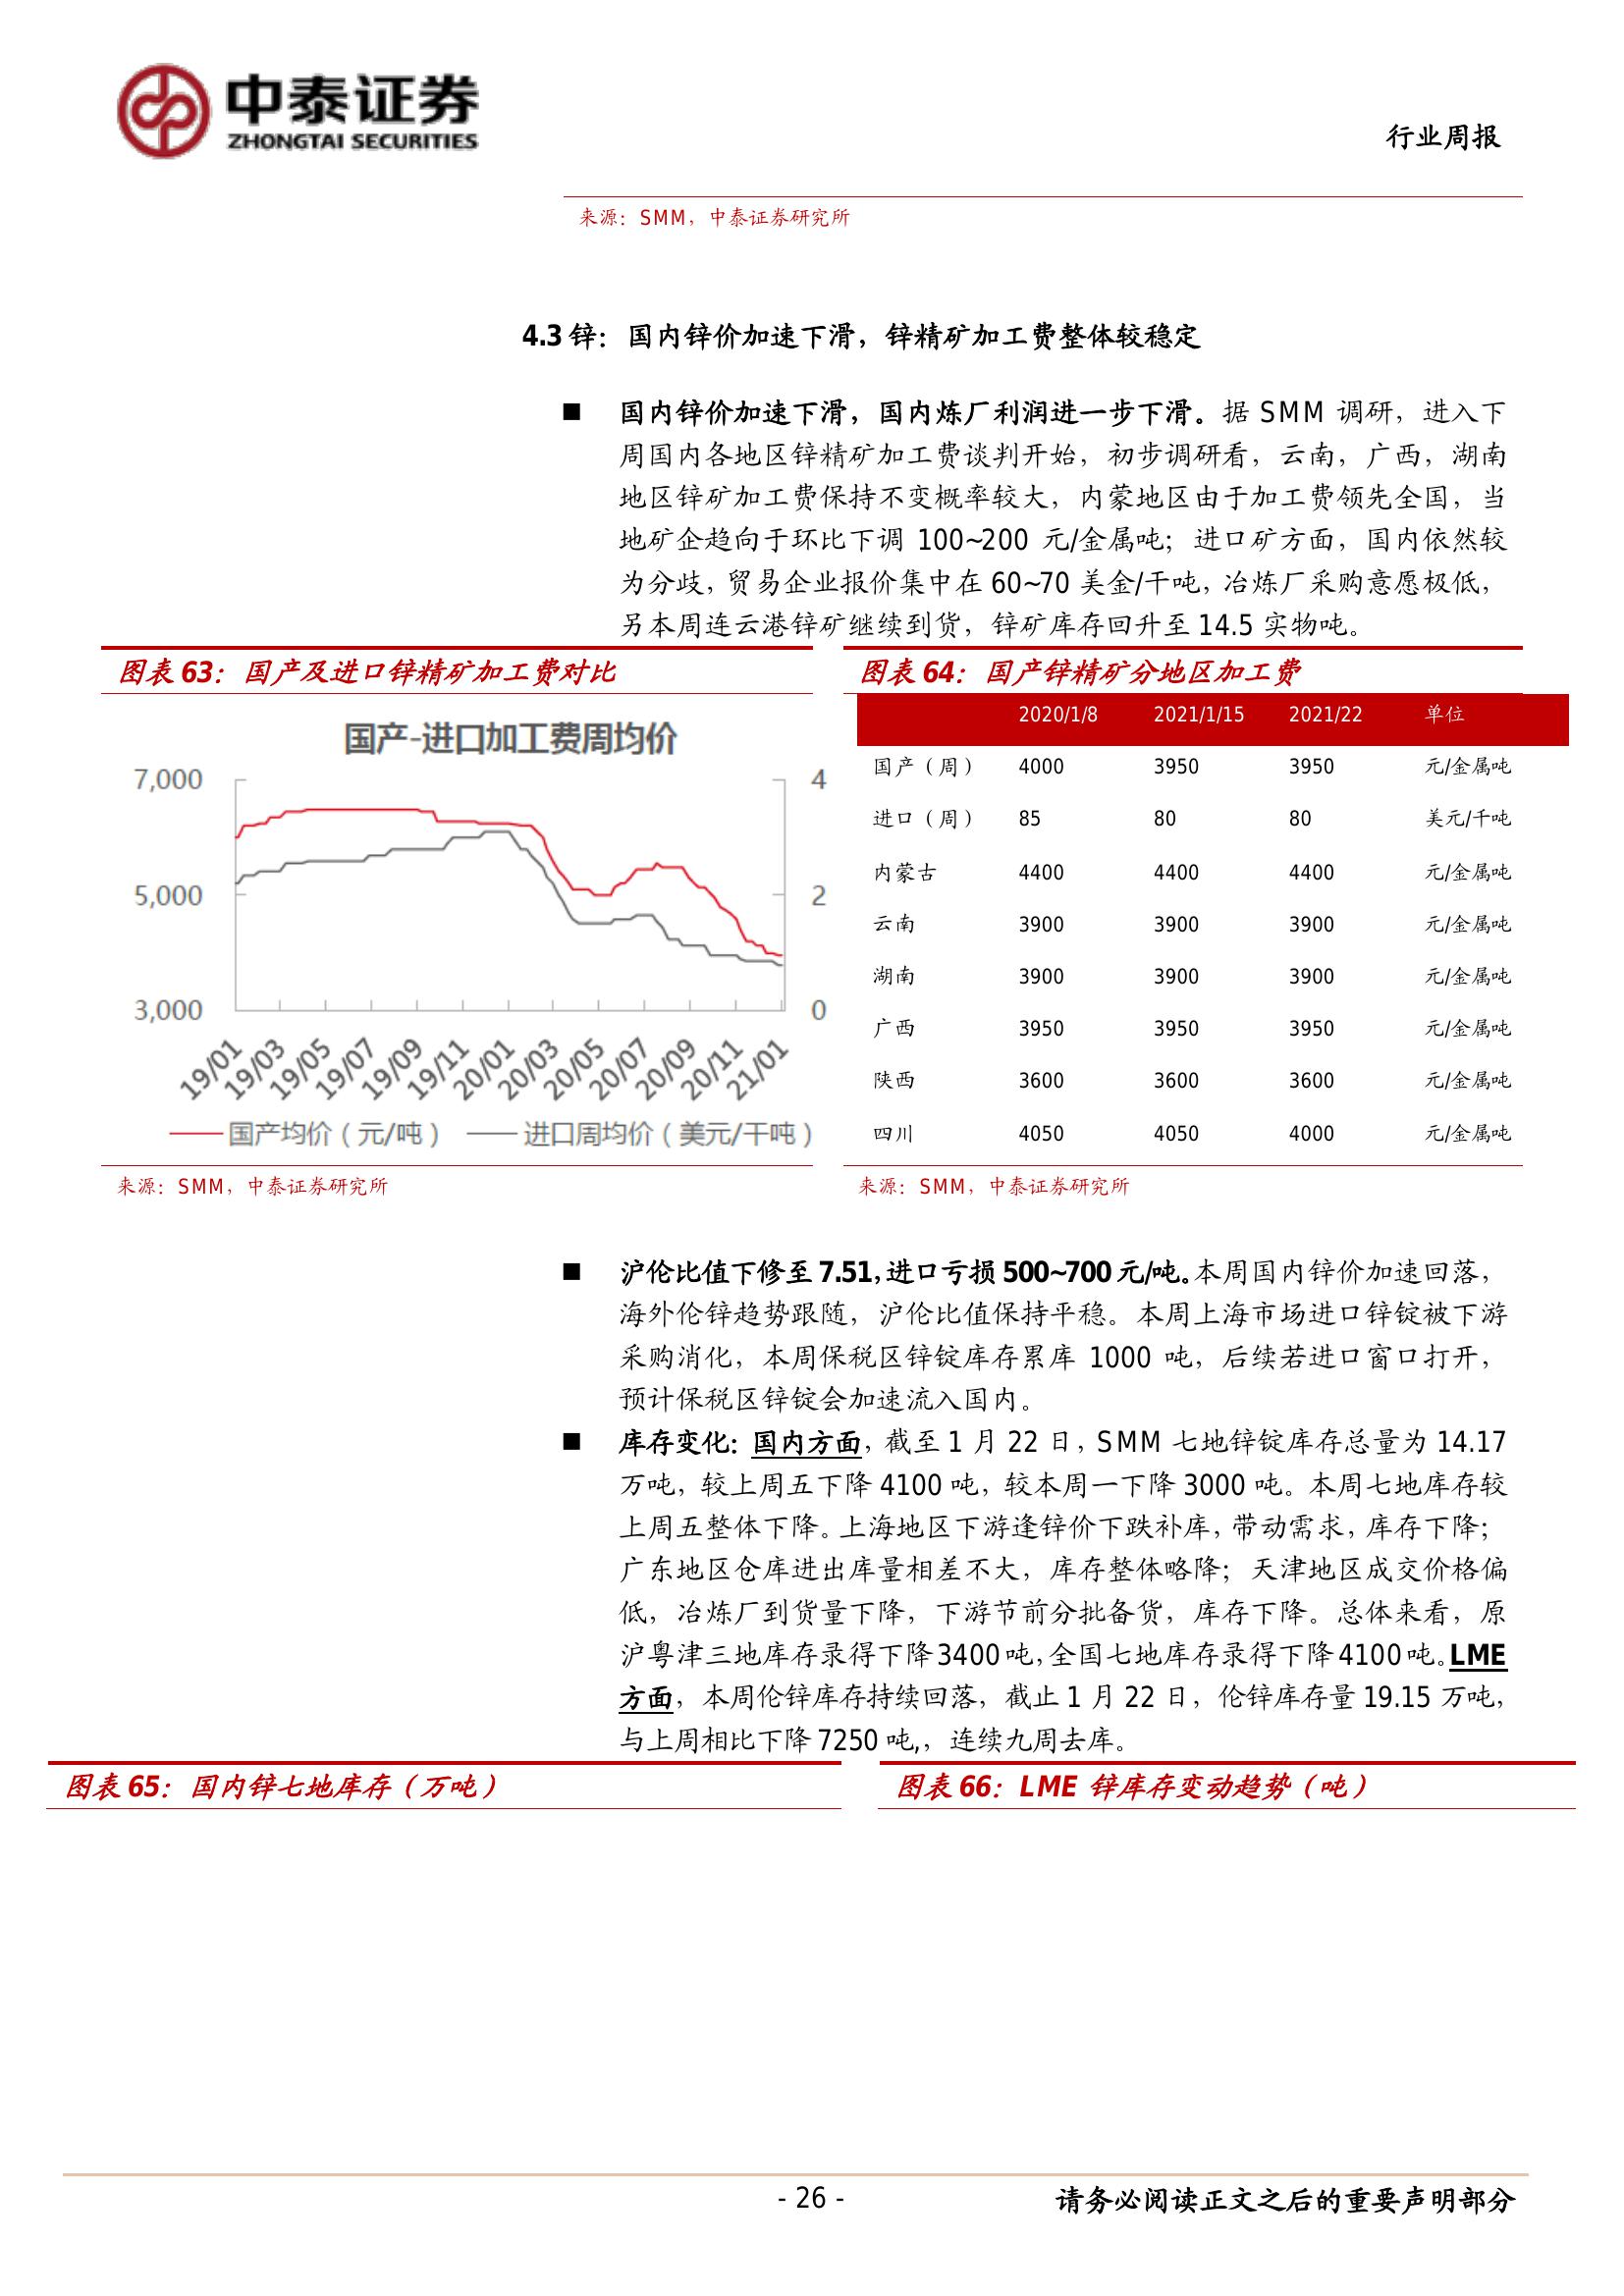 中泰证券
ZHONGTAI SECURITIES
行业周报
来源：SMM，中泰证券研究所
4.3 锌：国内锌价加速下滑，锌精矿加工费整体较稳定
■ 国内锌价加速下滑，国内炼厂利润进一步下滑。据 SMM 调研，进入下
周国内各地区锌精矿加工费谈判开始，初步调研看，云南，广西，湖南
地区锌矿加工费保持不变概率较大，内蒙地区由于加工费领先全国，当
地矿企趋向于环比下调 100~200 元/金属吨；进口矿方面，国内依然较
为分歧，贸易企业报价集中在 60~70 美金/干吨，冶炼厂采购意愿极低，
另本周连云港锌矿继续到货，锌矿库存回升至 14.5 实物吨。
图表 63：国产及进口锌精矿加工费对比
国产-进口加工费周均价
7,000
5,000
3,000
4
2
0
19/01 19/03 19/05 19/07 19/09 19/11 20/01 20/03 20/05 20/07 20/09 20/11 21/01
国产均价（元/吨） 进口周均价（美元/干吨）
来源：SMM，中泰证券研究所
图表 64：国产锌精矿分地区加工费
2020/1/8 2021/1/15 2021/22 单位
国产（周） 4000 3950 3950 元/金属吨
进口（周） 85 80 80 美元/千吨
内蒙古 4400 4400 4400 元/金属吨
云南 3900 3900 3900 元/金属吨
湖南 3900 3900 3900 元/金属吨
广西 3950 3950 3950 元/金属吨
陕西 3600 3600 3600 元/金属吨
四川 4050 4050 4000 元/金属吨
来源：SMM，中泰证券研究所
■ 沪伦比值下修至 7.51，进口亏损 500~700 元/吨。本周国内锌价加速回落，
海外伦锌趋势跟随，沪伦比值保持平稳。本周上海市场进口锌锭被下游
采购消化，本周保税区锌锭库存累库 1000 吨，后续若进口窗口打开，
预计保税区锌锭会加速流入国内。
■ 库存变化：国内方面，截至 1 月 22 日，SMM 七地锌锭库存总量为 14.17
万吨，较上周五下降 4100 吨，较本周一下降 3000 吨。本周七地库存较
上周五整体下降。上海地区下游逢锌价下跌补库，带动需求，库存下降；
广东地区仓库进出库量相差不大，库存整体略降；天津地区成交价格偏
低，冶炼厂到货量下降，下游节前分批备货，库存下降。总体来看，原
沪粤津三地库存录得下降 3400 吨，全国七地库存录得下降 4100 吨。LME
方面，本周伦锌库存持续回落，截止 1 月 22 日，伦锌库存量 19.15 万吨，
与上周相比下降 7250 吨,，连续九周去库。
图表 65：国内锌七地库存（万吨）
图表 66：LME 锌库存变动趋势（吨）
- 26 -
请务必阅读正文之后的重要声明部分